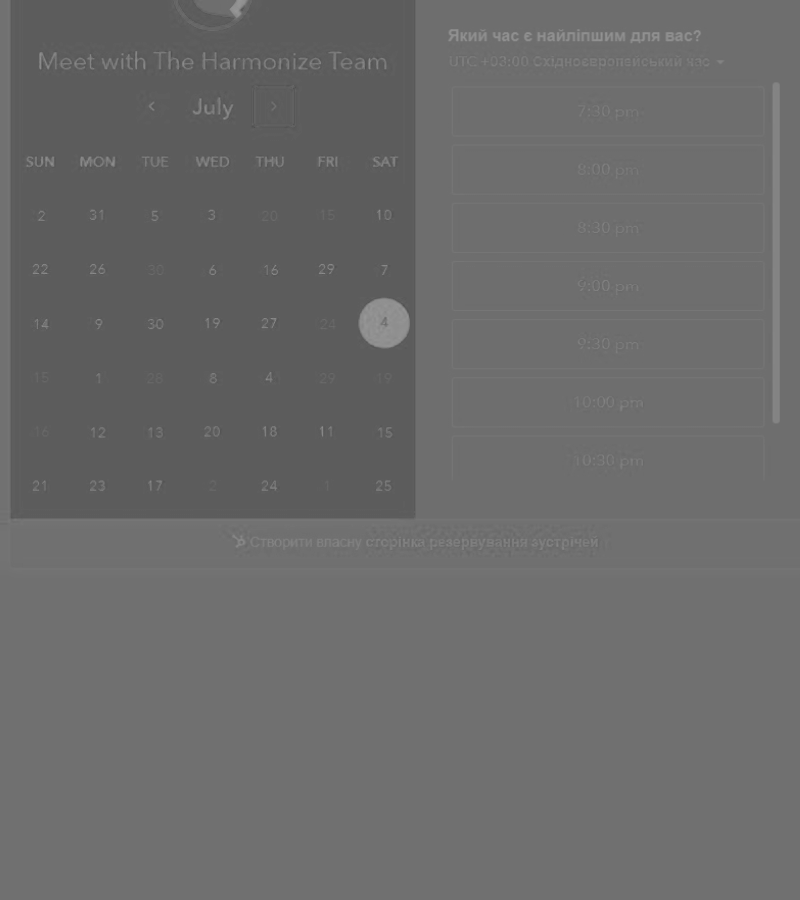 Meet with The Harmonize Team
July
SUN MON TUE WED THU FRI SAT
2 31 5 3 20 15 10
22 26 30 6 16 29 7
14 9 30 19 27 24 4
15 1 28 8 4 29 19
16 12 13 20 18 11 15
21 23 17 2 24 1 25
Який час є найліпшим для вас?
UTC +03:00 Східноєвропейський час
7:30 pm
8:00 pm
8:30 pm
9:00 pm
9:30 pm
10:00 pm
10:30 pm
Створити власну сторінка резервування зустрічей